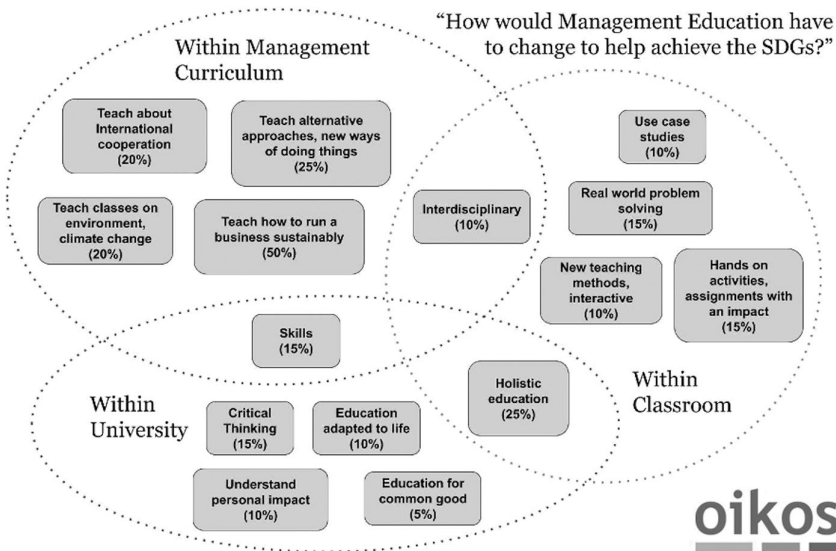 “How would Management Education have
to change to help achieve the SDGs?”
Within Management
Curriculum
Teach about
International
cooperation
(20%)
Teach alternative
approaches, new ways
of doing things
(25%)
Teach classes on
environment,
climate change
(20%)
Teach how to run a
business sustainably
(50%)
Interdisciplinary
(10%)
Use case
studies
(10%)
Real world problem
solving
(15%)
New teaching
methods,
interactive
(10%)
Hands on
activities,
assignments with
an impact
(15%)
Within
Classroom
Skills
(15%)
Holistic
education
(25%)
Within
University
Critical
Thinking
(15%)
Education
adapted to life
(10%)
Understand
personal impact
(10%)
Education for
common good
(5%)
oikos